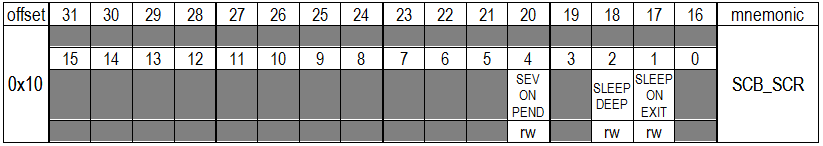 offset 31 30 29 28 27 26 25 24 23 22 21 20 19 18 17 16 mnemonic
0x10 15 14 13 12 11 10 9 8 7 6 5 4 3 2 1 0 SCB_SCR
SEV ON PEND SLEEP DEEP SLEEP ON EXIT
rw rw rw